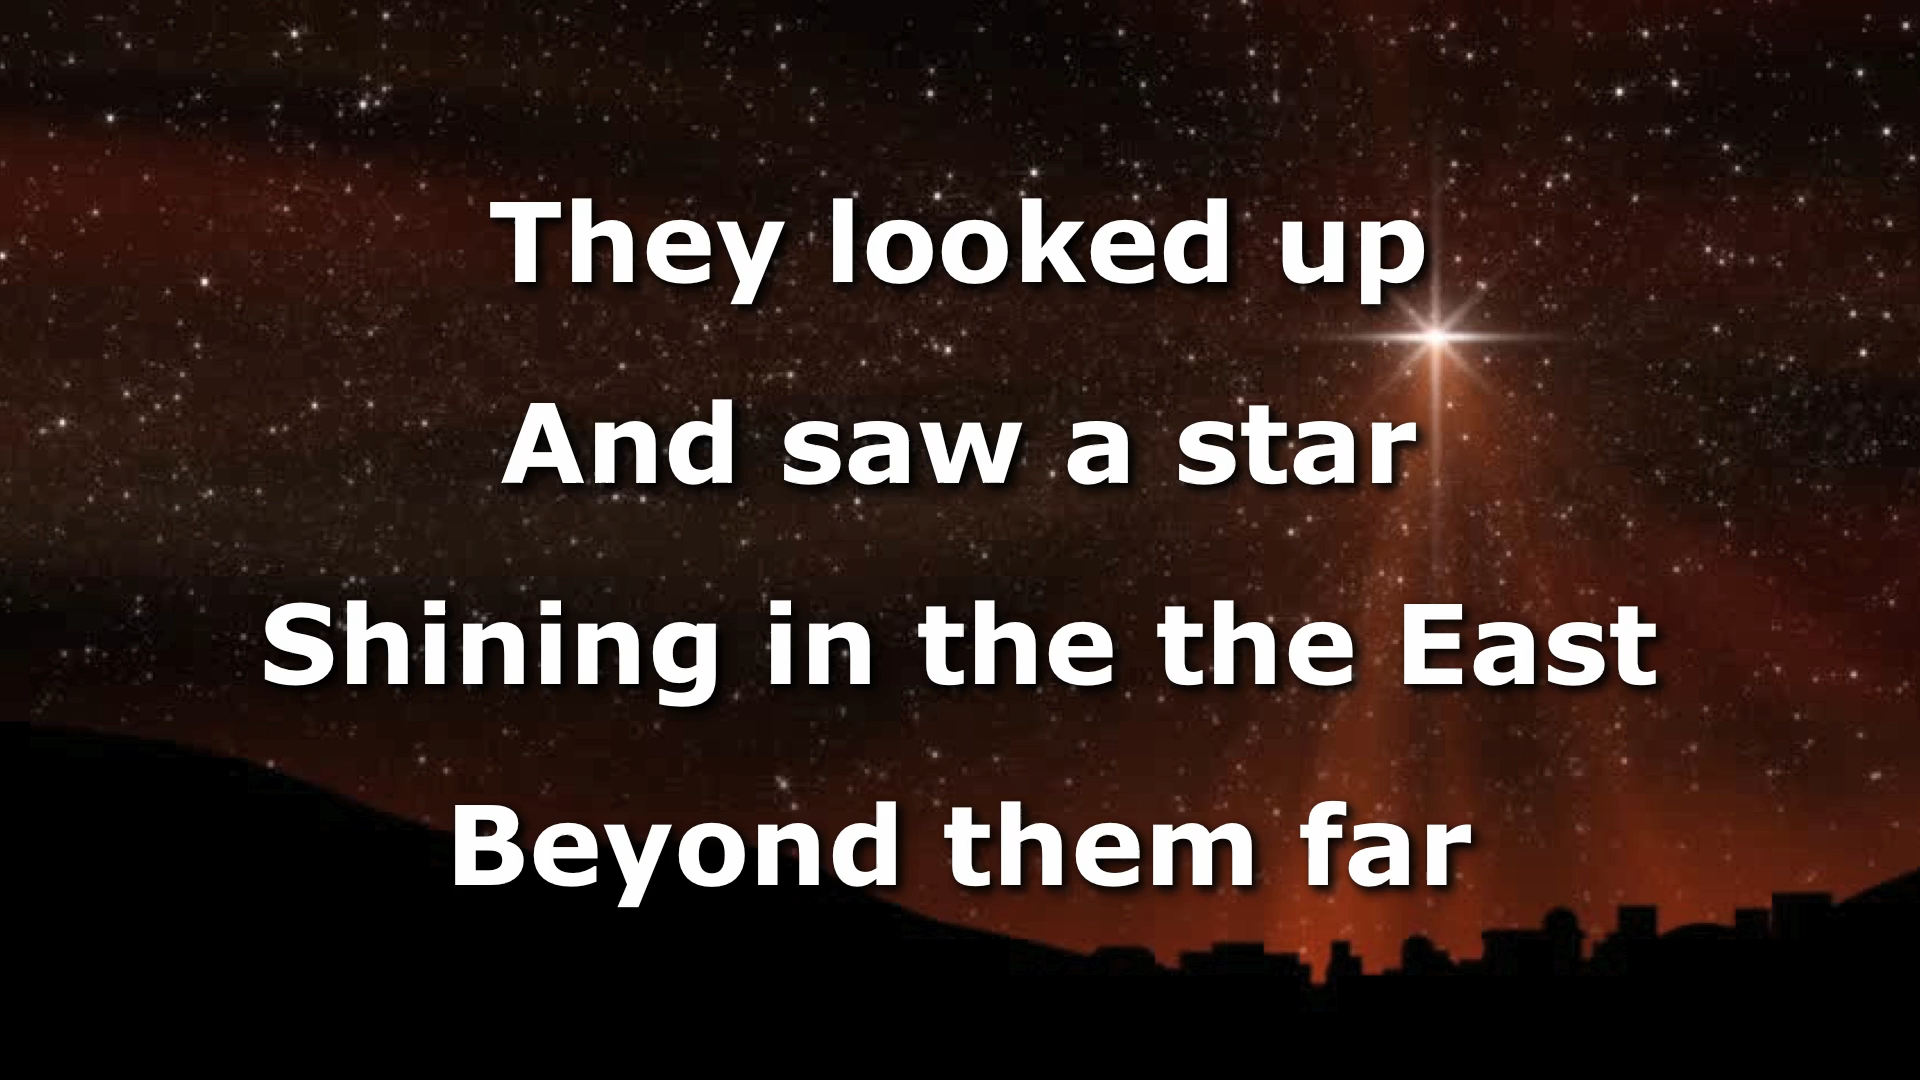 They looked up
And saw a star
Shining in the the East
Beyond them far